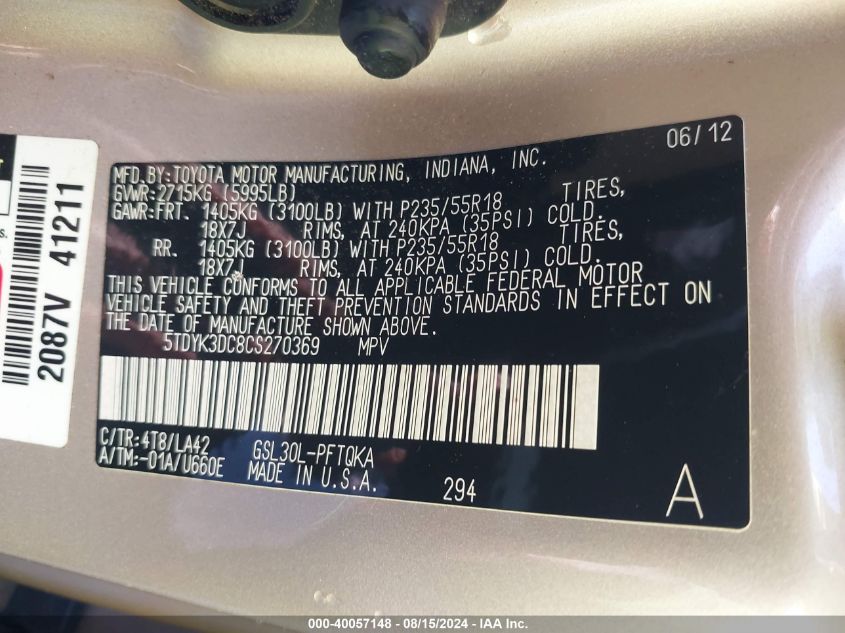 06/12
MFD.BY:TOYOTA MOTOR MANUFACTURING, INDIANA, INC.
GVWR:2715KG (5995LB)
GAWR:FRT. 1405KG (3100LB) WITH P235/55R18 TIRES,
18X7J RIMS, AT 240KPA (35PSI) COLD.
RR. 1405KG (3100LB) WITH P235/55R18 TIRES,
18X7J RIMS, AT 240KPA (35PSI) COLD.
THIS VEHICLE CONFORMS TO ALL APPLICABLE FEDERAL MOTOR
VEHICLE SAFETY AND THEFT PREVENTION STANDARDS IN EFFECT ON
THE DATE OF MANUFACTURE SHOWN ABOVE.
5TDYK3DC8CS270369 MPV
C/TR:4T8/LA42 GSL30L-PFTQKA
A/TM:-01A/U660E MADE IN U.S.A. 294 A
2087V 41211
000-40057148 - 08/15/2024 - IAA Inc.